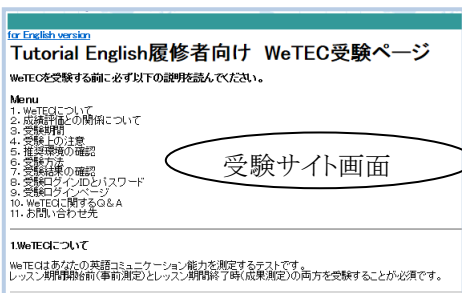 for English version
Tutorial English履修者向け WeTEC受験ページ
WeTECを受験する前に必ず以下の説明を読んでください。
Menu
1. WeTECについて
2. 成績評価との関係について
3. 受験期間
4. 受験上の注意
5. 推奨環境の確認
6. 受験方法
7. 受験結果の確認
8. 受験ログインIDとパスワード
9. 受験ログインページ
10. WeTECに関するQ&A
11. お問い合わせ先
受験サイト画面
1.WeTECについて
WeTECはあなたの英語コミュニケーション能力を測定するテストです。
レッスン期間開始前(事前測定)とレッスン期間終了時(成果測定)の両方を受験することが必須です。